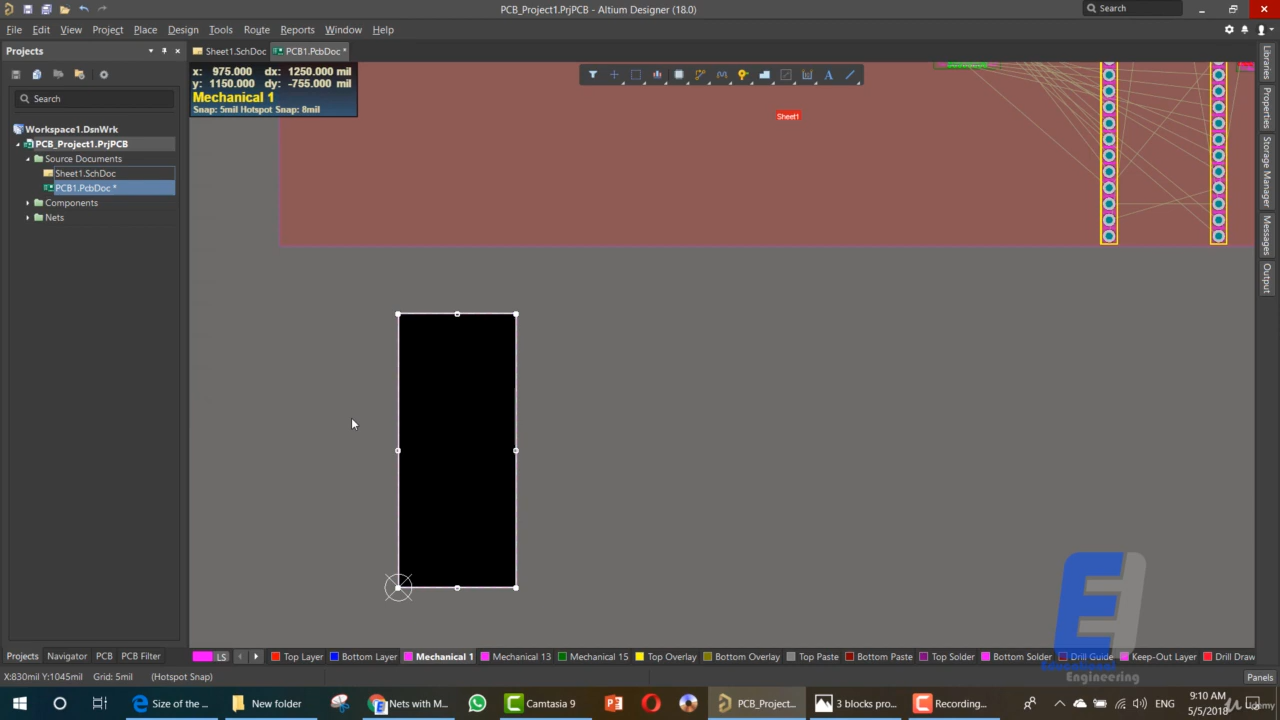 PCB_Project1.PrjPCB - Altium Designer (18.0)
Search
File Edit View Project Place Design Tools Route Reports Window Help
Projects
Sheet1.SchDoc
PCB1.PcbDoc *
x: 975.000 dx: 1250.000 mil
y: 1150.000 dy: -755.000 mil
Mechanical 1
Snap: 5mil Hotspot Snap: 8mil
Search
Workspace1.DsnWrk
PCB_Project1.PrjPCB
Source Documents
Sheet1.SchDoc
PCB1.PcbDoc *
Components
Nets
Sheet1
Libraries
Properties
Storage Manager
Messages
Output
Projects Navigator PCB PCB Filter
LS Top Layer Bottom Layer Mechanical 1 Mechanical 13 Mechanical 15 Top Overlay Bottom Overlay Top Paste Bottom Paste Top Solder Bottom Solder Drill Guide Keep-Out Layer Drill Draw
X:830mil Y:1045mil Grid: 5mil (Hotspot Snap)
Engineering
Panels
Size of the ...
New folder
Nets with M...
Camtasia 9
PCB_Project...
3 blocks pro...
Recording...
ENG
9:10 AM
5/5/2018
Udemy